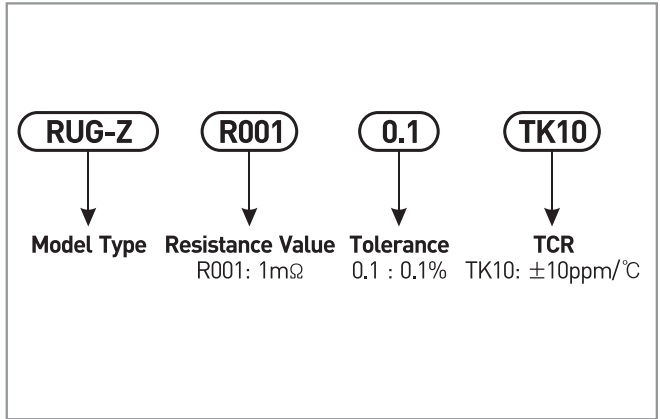 RUG-Z R001 0.1 TK10
Model Type Resistance Value Tolerance TCR
R001: 1mΩ 0.1 : 0.1% TK10: ±10ppm/℃